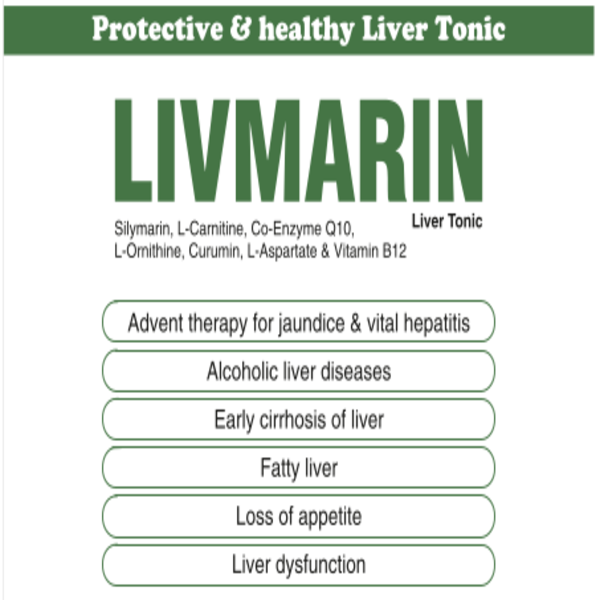 Protective & healthy Liver Tonic
LIVMARIN
Liver Tonic
Silymarin, L-Carnitine, Co-Enzyme Q10,
L-Ornithine, Curumin, L-Aspartate & Vitamin B12
Advent therapy for jaundice & vital hepatitis
Alcoholic liver diseases
Early cirrhosis of liver
Fatty liver
Loss of appetite
Liver dysfunction